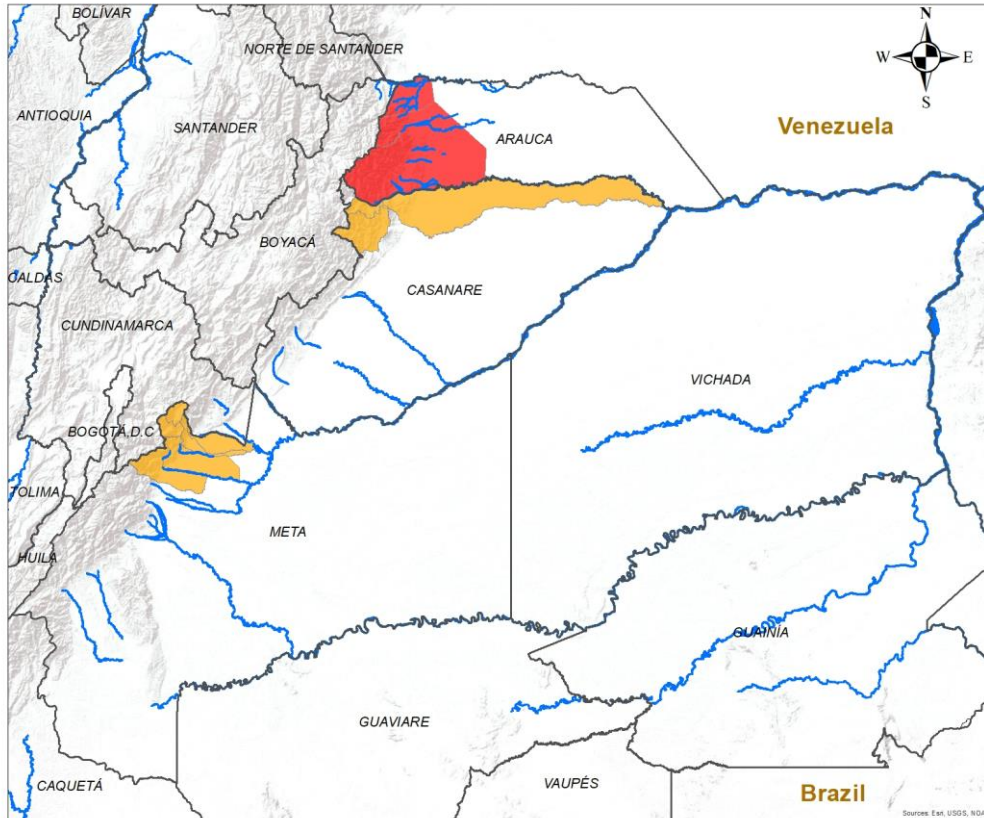 BOLÍVAR
N
NORTE DE SANTANDER
W
E
S
ANTIOQUIA
SANTANDER
Venezuela
ARAUCA
BOYACÁ
CALDAS
CASANARE
CUNDINAMARCA
VICHADA
BOGOTÁ,D.C
TOLIMA
META
HUILA
GUAINÍA
GUAVIARE
CAQUETÁ
VAUPÉS
Brazil
Sources: Esri, USGS, NOA